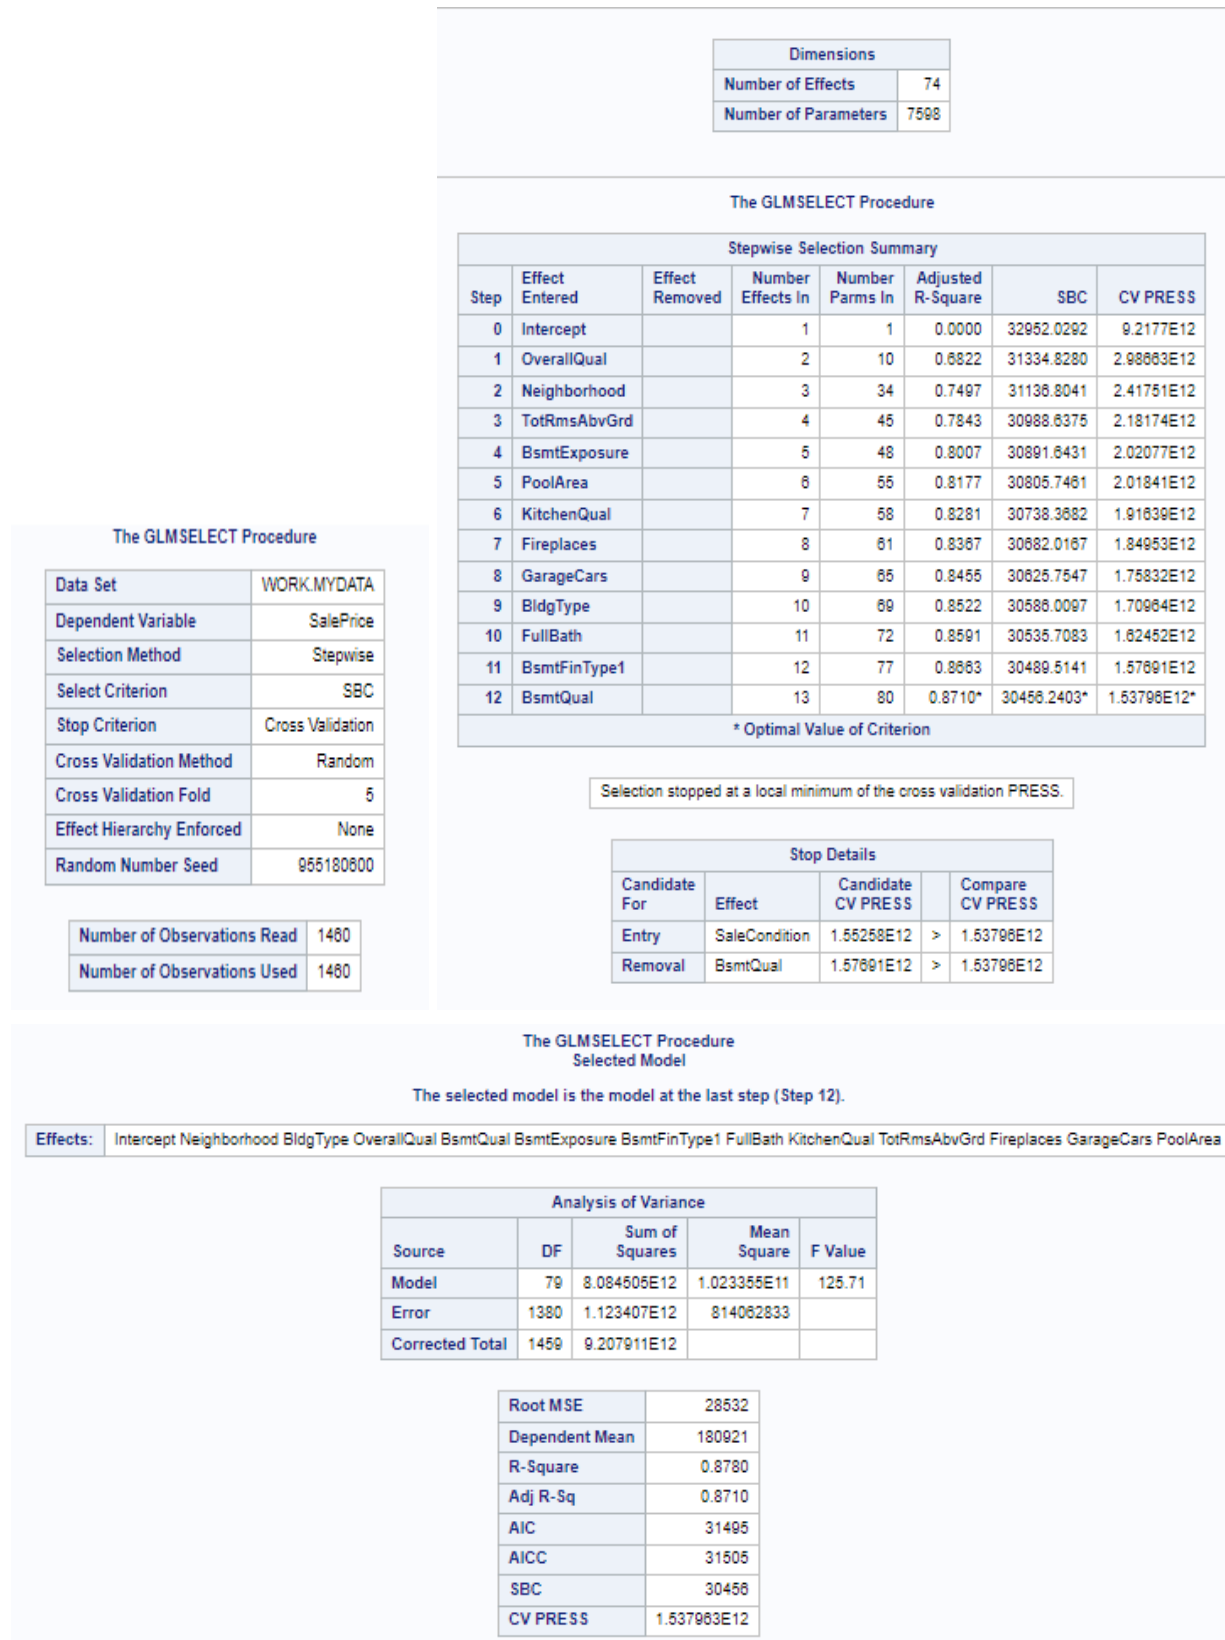 Dimensions
Number of Effects 74
Number of Parameters 7598
The GLMSELECT Procedure
Stepwise Selection Summary
Step Effect Entered Effect Removed Number Effects In Number Parms In Adjusted R-Square SBC CV PRESS
0 Intercept 1 1 0.0000 32952.0292 9.2177E12
1 OverallQual 2 10 0.6822 31334.8280 2.98663E12
2 Neighborhood 3 34 0.7497 31136.8041 2.41751E12
3 TotRmsAbvGrd 4 45 0.7843 30988.6375 2.18174E12
4 BsmtExposure 5 48 0.8007 30891.6431 2.02077E12
5 PoolArea 6 55 0.8177 30805.7461 2.01841E12
6 KitchenQual 7 58 0.8281 30738.3682 1.91639E12
7 Fireplaces 8 61 0.8367 30682.0167 1.84953E12
8 GarageCars 9 65 0.8455 30625.7547 1.75832E12
9 BldgType 10 69 0.8522 30586.0097 1.70964E12
10 FullBath 11 72 0.8591 30535.7083 1.62452E12
11 BsmtFinType1 12 77 0.8663 30489.5141 1.57691E12
12 BsmtQual 13 80 0.8710* 30456.2403* 1.53796E12*
* Optimal Value of Criterion
Selection stopped at a local minimum of the cross validation PRESS.
Stop Details
Candidate For Effect Candidate CV PRESS Compare CV PRESS
Entry SaleCondition 1.55258E12 > 1.53796E12
Removal BsmtQual 1.57691E12 > 1.53796E12
The GLMSELECT Procedure
Data Set WORK.MYDATA
Dependent Variable SalePrice
Selection Method Stepwise
Select Criterion SBC
Stop Criterion Cross Validation
Cross Validation Method Random
Cross Validation Fold 5
Effect Hierarchy Enforced None
Random Number Seed 955180600
Number of Observations Read 1460
Number of Observations Used 1460
The GLMSELECT Procedure
Selected Model
The selected model is the model at the last step (Step 12).
Effects: Intercept Neighborhood BldgType OverallQual BsmtQual BsmtExposure BsmtFinType1 FullBath KitchenQual TotRmsAbvGrd Fireplaces GarageCars PoolArea
Analysis of Variance
Source DF Sum of Squares Mean Square F Value
Model 79 8.084505E12 1.023355E11 125.71
Error 1380 1.123407E12 814062833
Corrected Total 1459 9.207911E12
Root MSE 28532
Dependent Mean 180921
R-Square 0.8780
Adj R-Sq 0.8710
AIC 31495
AICC 31505
SBC 30456
CV PRESS 1.537963E12